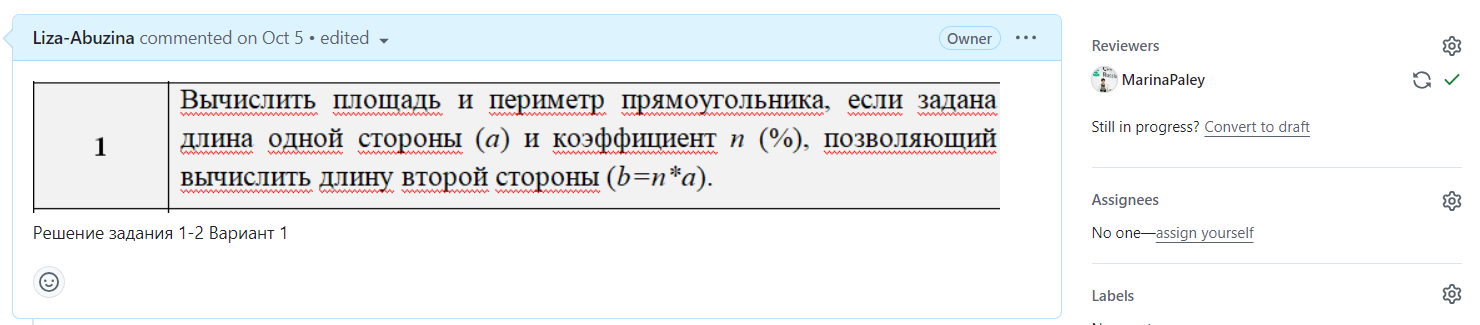 Liza-Abuzina commented on Oct 5 • edited
Owner
1
Вычислить площадь и периметр прямоугольника, если задана
длина одной стороны (a) и коэффициент n (%), позволяющий
вычислить длину второй стороны (b=n*a).
Решение задания 1-2 Вариант 1
Reviewers
MarinaPaley
Still in progress? Convert to draft
Assignees
No one—assign yourself
Labels